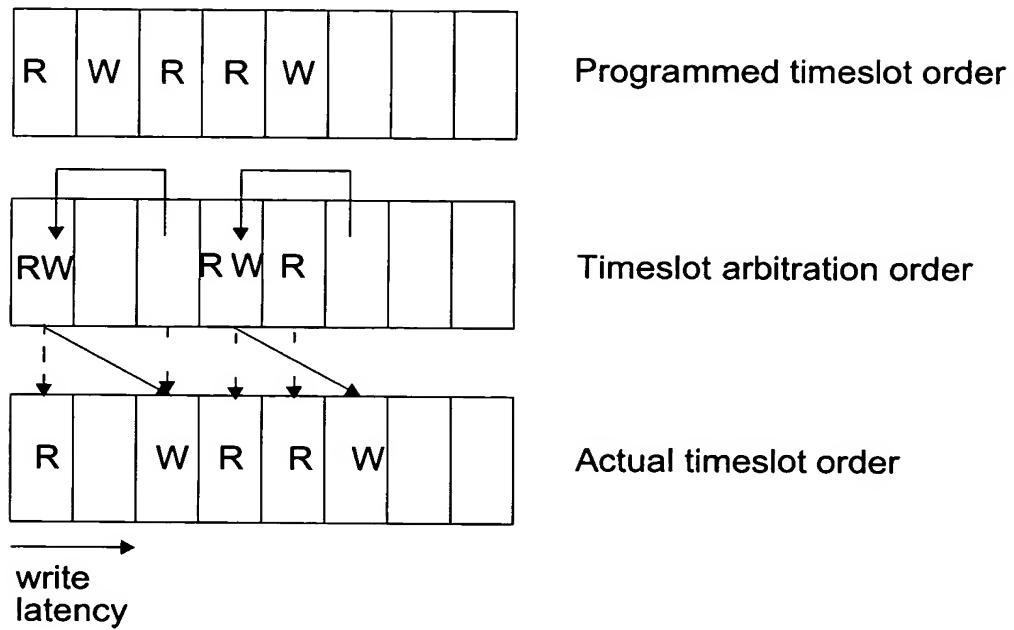 R W R R W Programmed timeslot order
RW RW R Timeslot arbitration order
R W R R W Actual timeslot order
write
latency